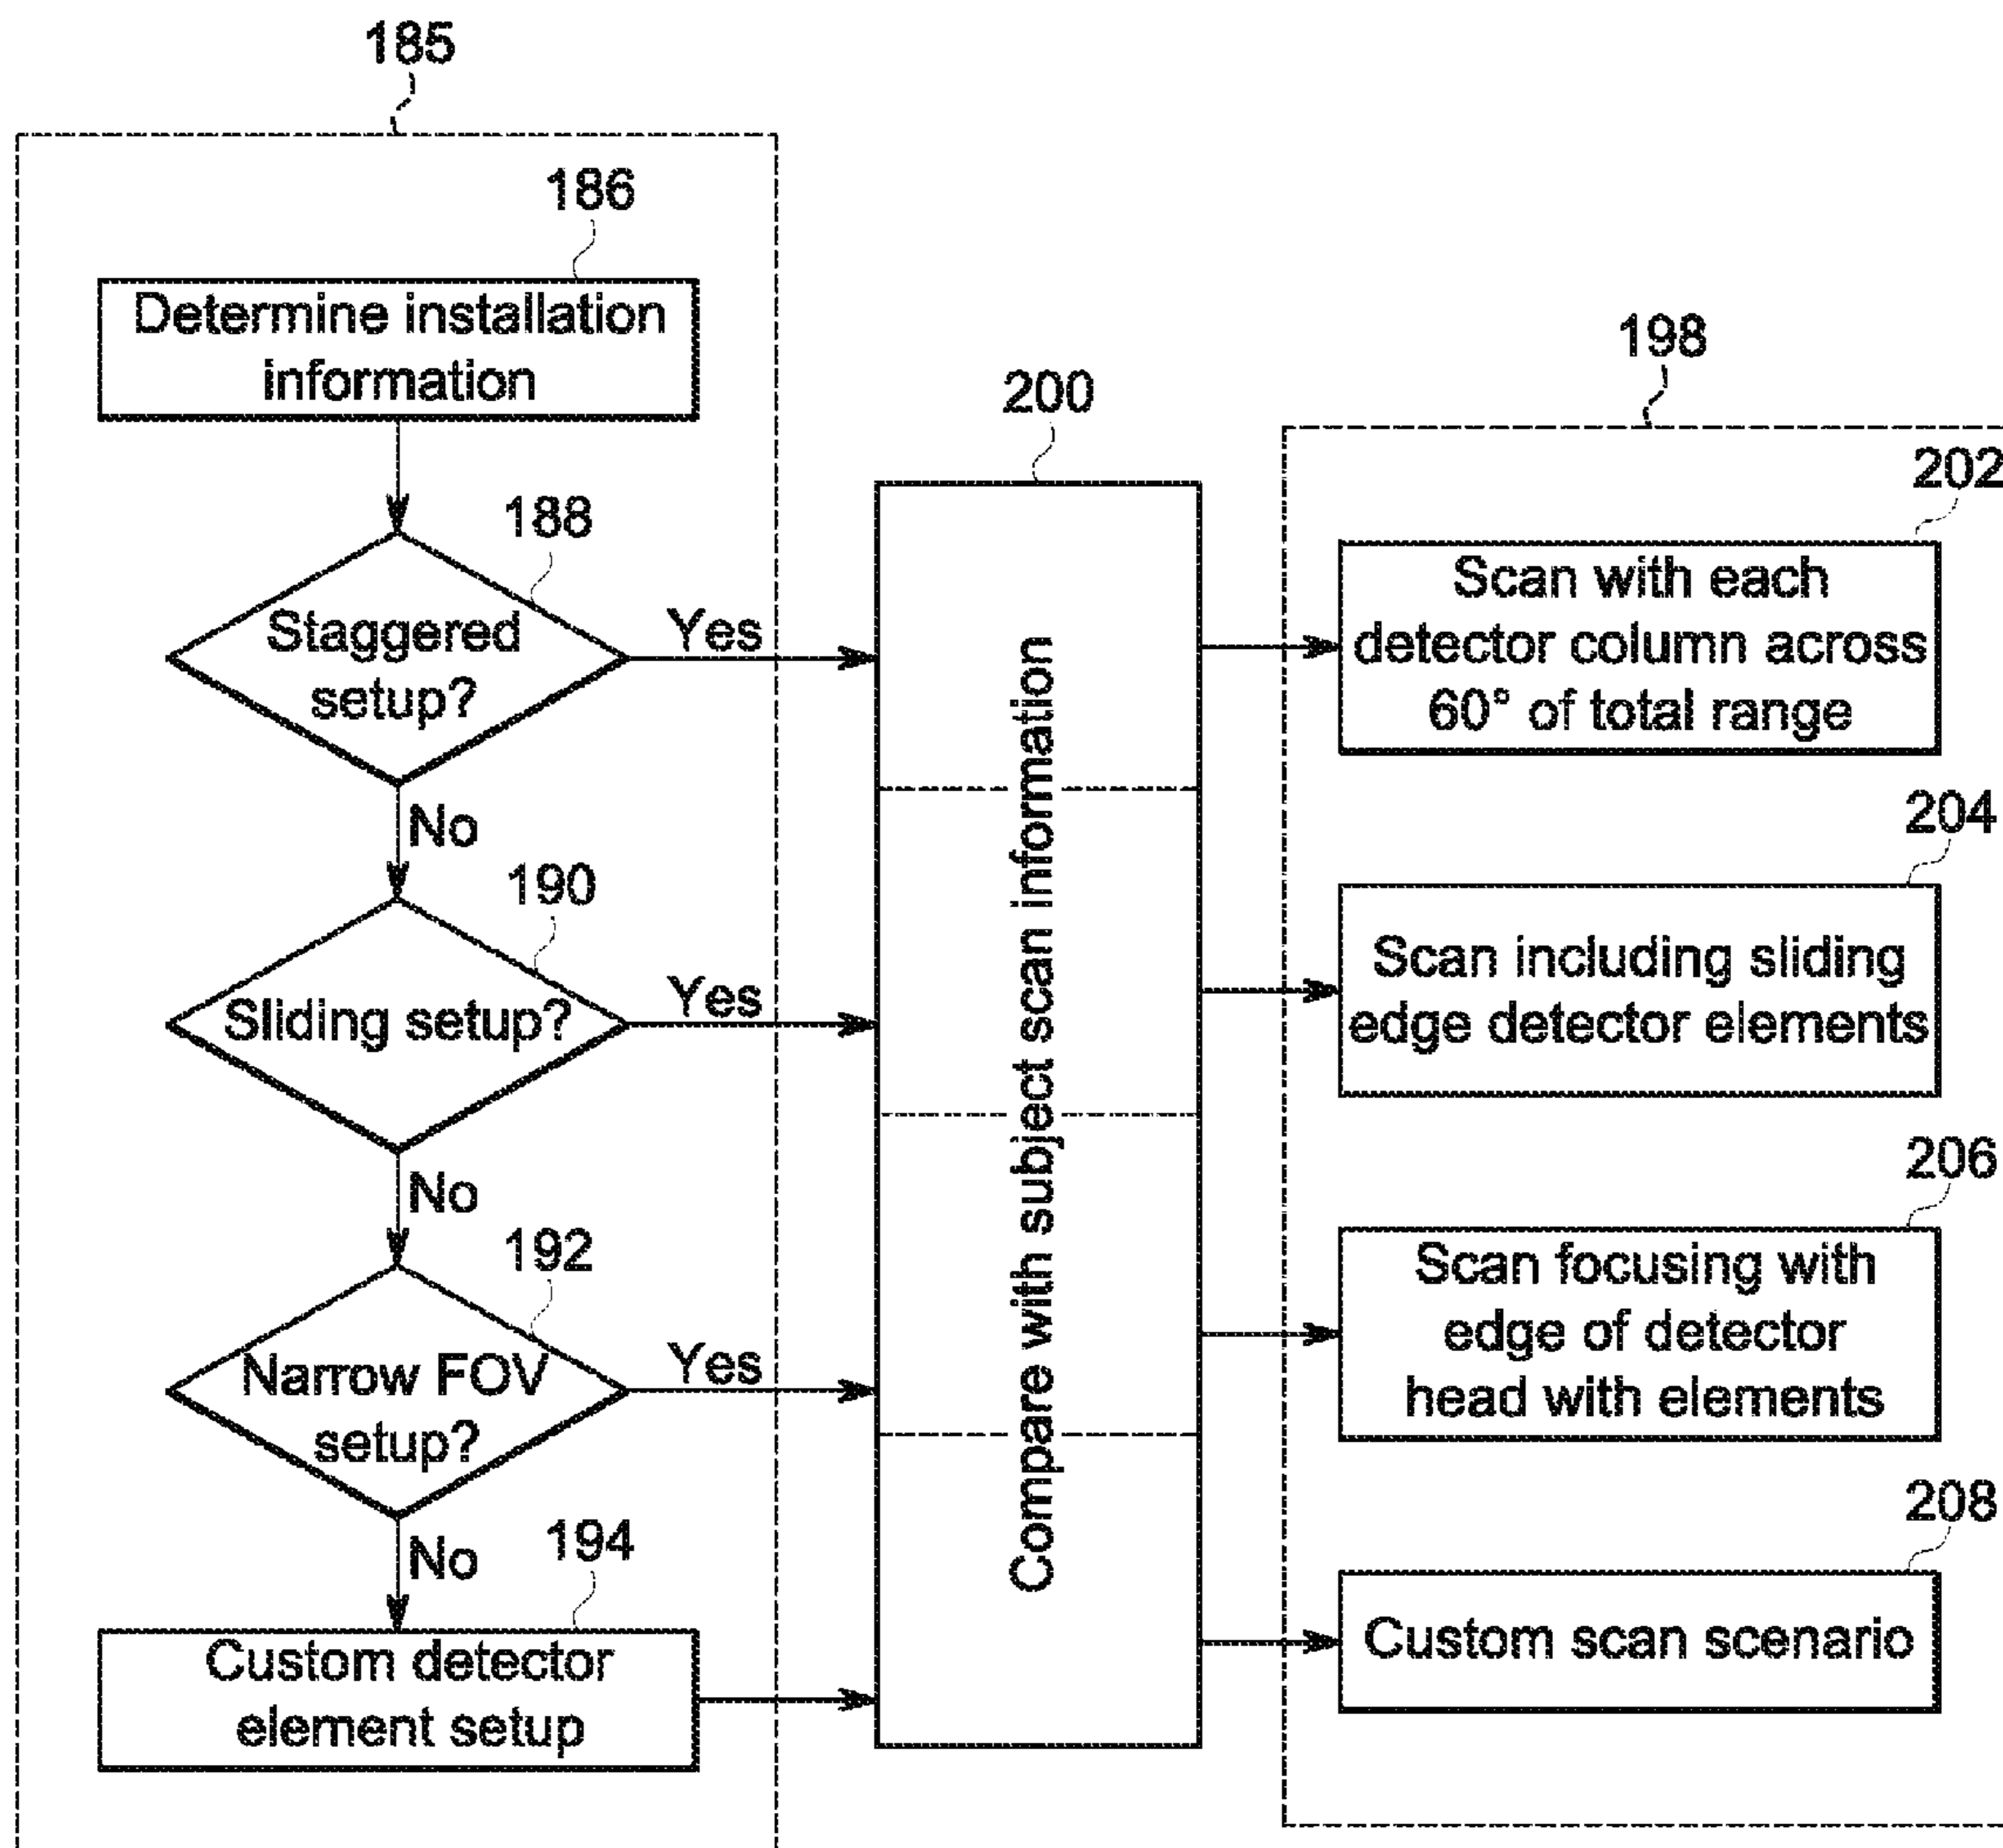 185
186
Determine installation
information
188
Staggered
setup?
Yes
No
190
Sliding setup?
Yes
No
192
Narrow FOV
setup?
Yes
No
194
Custom detector
element setup
200
Compare with subject scan information
198
202
Scan with each
detector column across
60° of total range
204
Scan including sliding
edge detector elements
206
Scan focusing with
edge of detector
head with elements
208
Custom scan scenario